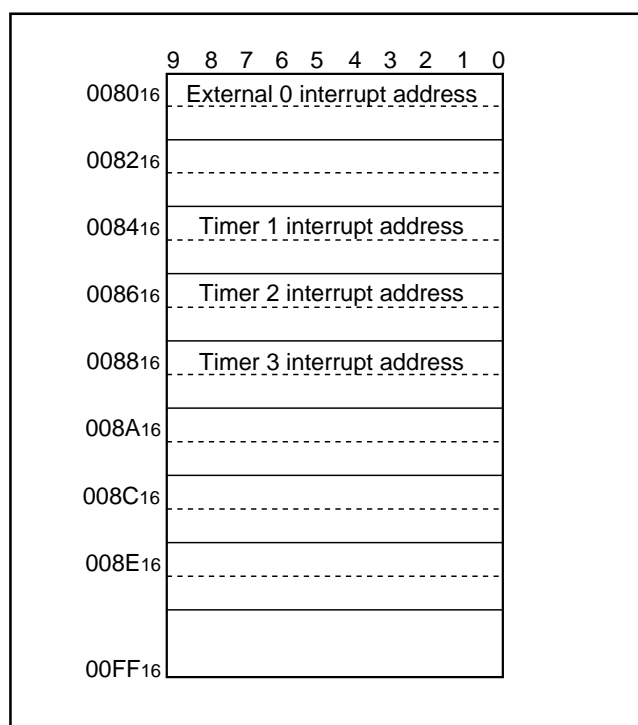 9 8 7 6 5 4 3 2 1 0
0080₁₆ External 0 interrupt address
0082₁₆
0084₁₆ Timer 1 interrupt address
0086₁₆ Timer 2 interrupt address
0088₁₆ Timer 3 interrupt address
008A₁₆
008C₁₆
008E₁₆
00FF₁₆